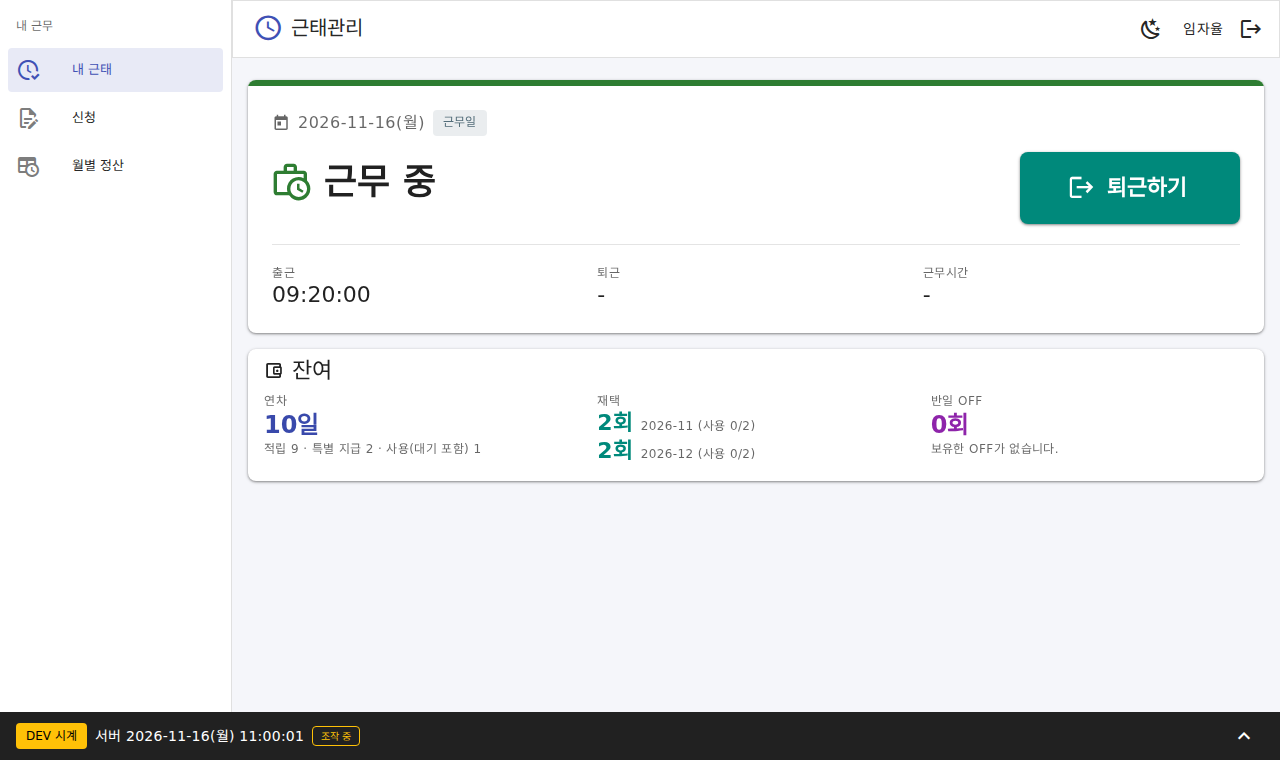 내 근무
내 근태
신청
월별 정산
근태관리
임자율
2026-11-16(월) 근무일
근무 중
퇴근하기
출근 퇴근 근무시간
09:20:00 - -
잔여
연차 재택 반일 OFF
10일 2회 2026-11 (사용 0/2) 0회
적립 9 · 특별 지급 2 · 사용(대기 포함) 1 2회 2026-12 (사용 0/2) 보유한 OFF가 없습니다.
DEV 시계 서버 2026-11-16(월) 11:00:01 조작 중